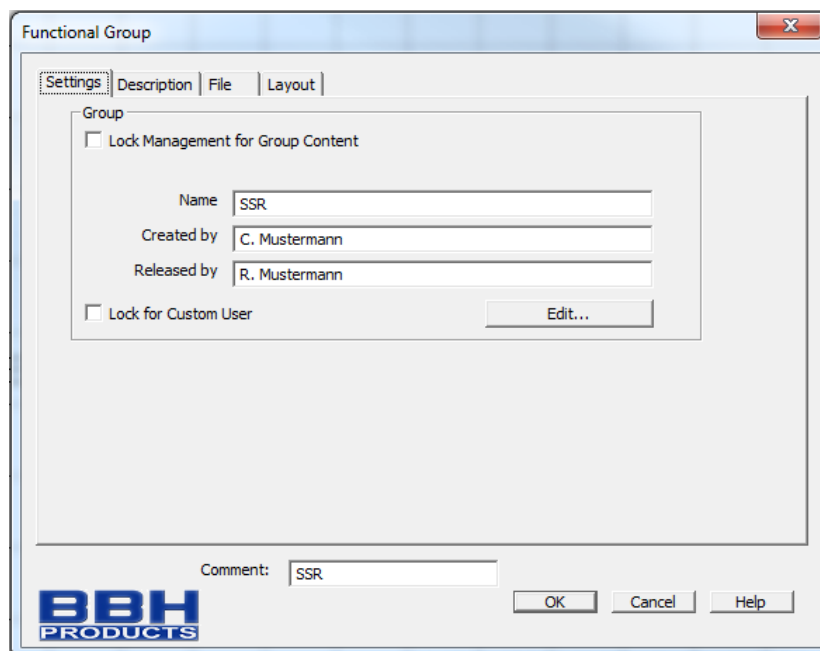 Functional Group
Settings Description File Layout
Group
Lock Management for Group Content
Name SSR
Created by C. Mustermann
Released by R. Mustermann
Lock for Custom User Edit...
Comment: SSR
BBH
PRODUCTS
OK Cancel Help